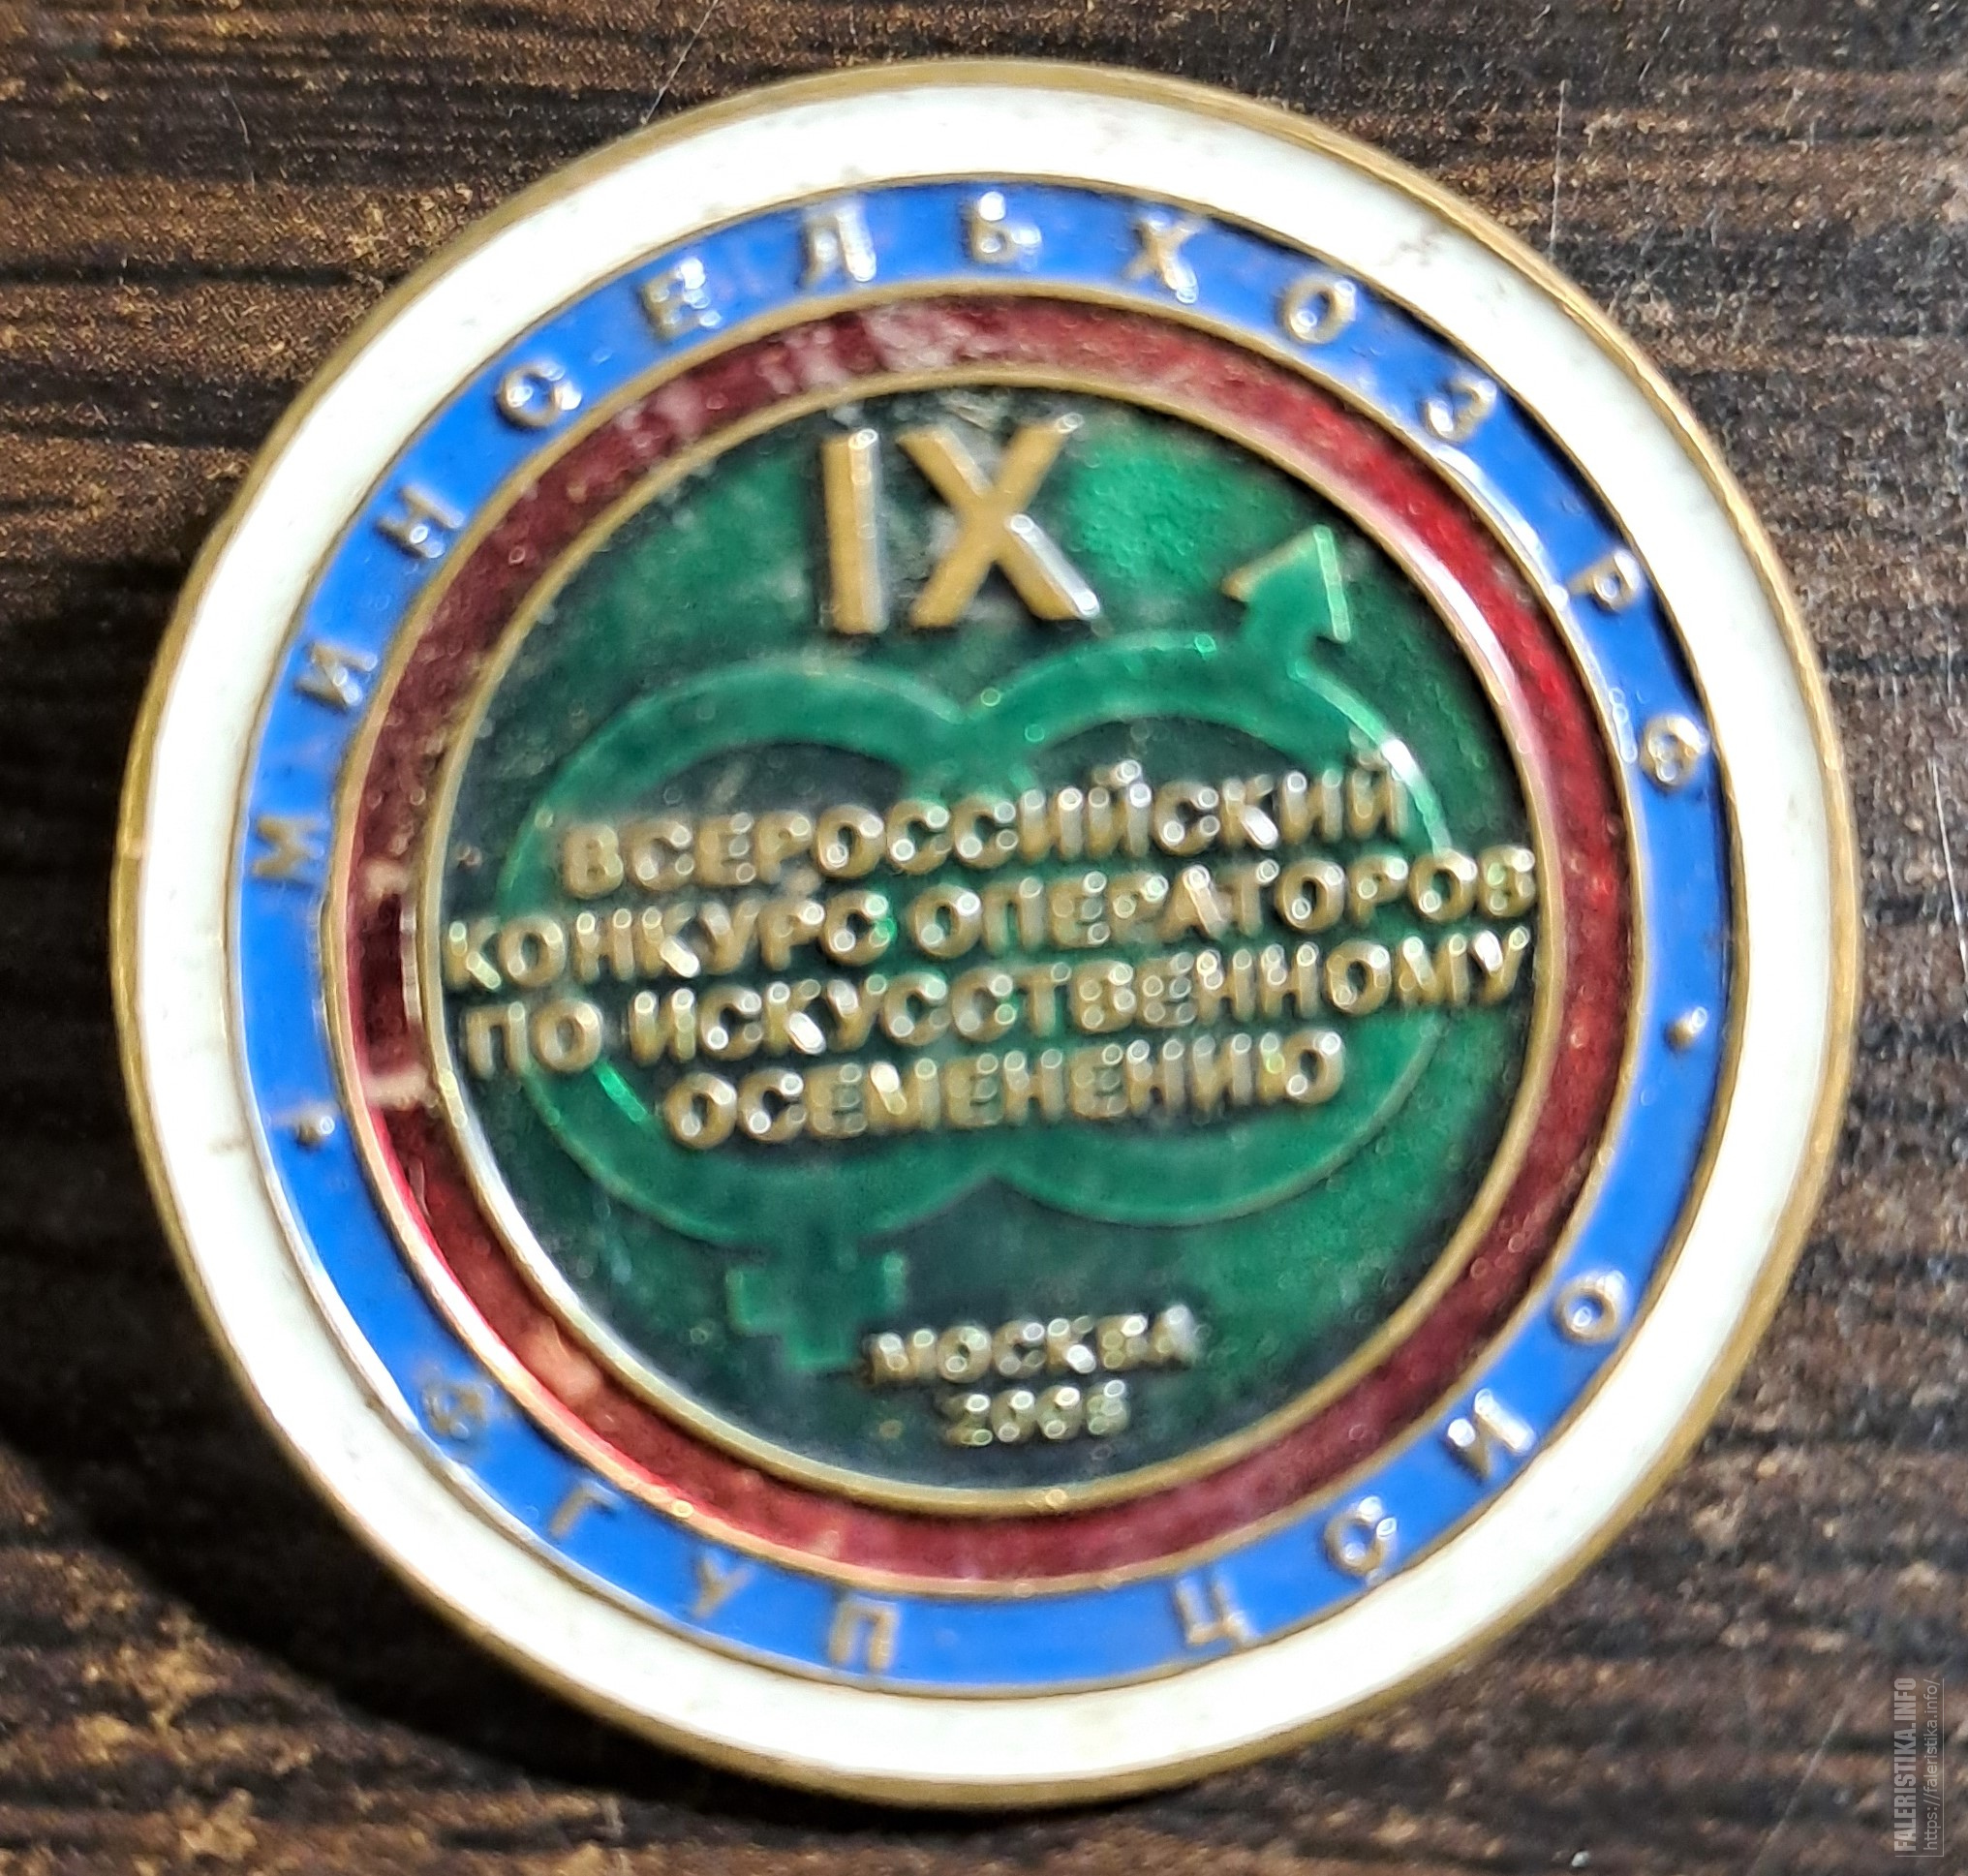 МИНСЕЛЬХОЗ РФ
IX
ВСЕРОССИЙСКИЙ
КОНКУРС ОПЕРАТОРОВ
ПО ИСКУССТВЕННОМУ
ОСЕМЕНЕНИЮ
МОСКВА
ФГУП ЦСИО
FALERISTIKA.INFO
https://faleristika.info/